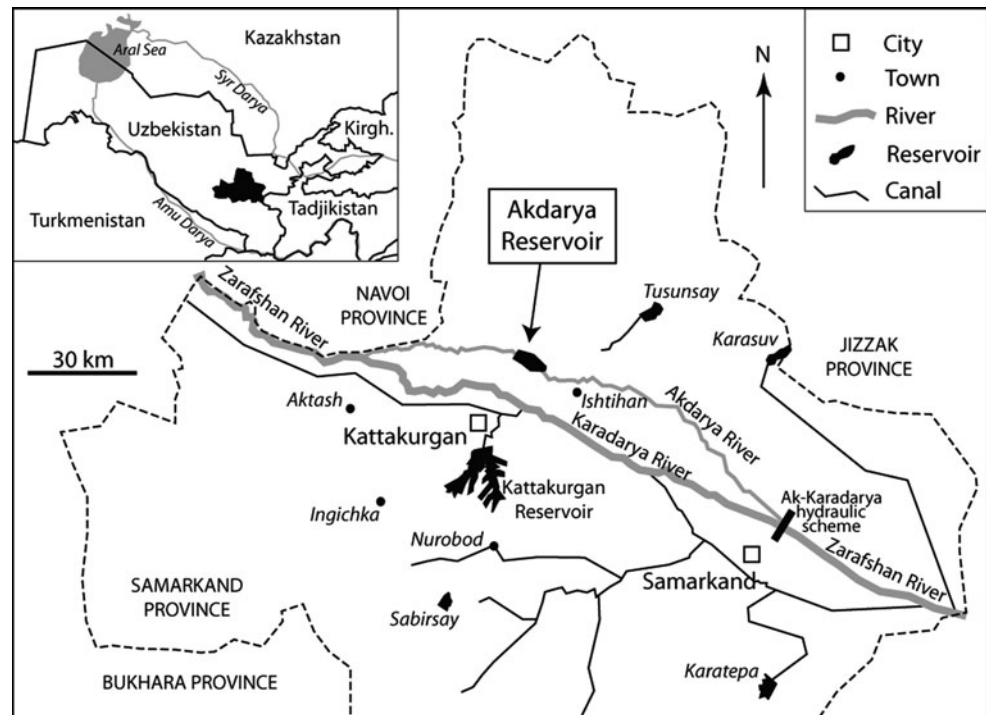 Aral Sea
Kazakhstan
Syr Darya
Uzbekistan
Kirgh.
Turkmenistan
Amu Darya
Tadjikistan
N
City
Town
River
Reservoir
Canal
Akdarya
Reservoir
Zarafshan River
NAVOI
PROVINCE
Tusunsay
Karasuv
JIZZAK
PROVINCE
30 km
Aktash
Ishtihan
Akdarya River
Kattakurgan
Karadarya River
Kattakurgan
Reservoir
Ak-Karadarya
hydraulic
scheme
Ingichka
Nurobod
Samarkand
Zarafshan River
SAMARKAND
PROVINCE
Sabirsay
Karatepa
BUKHARA PROVINCE